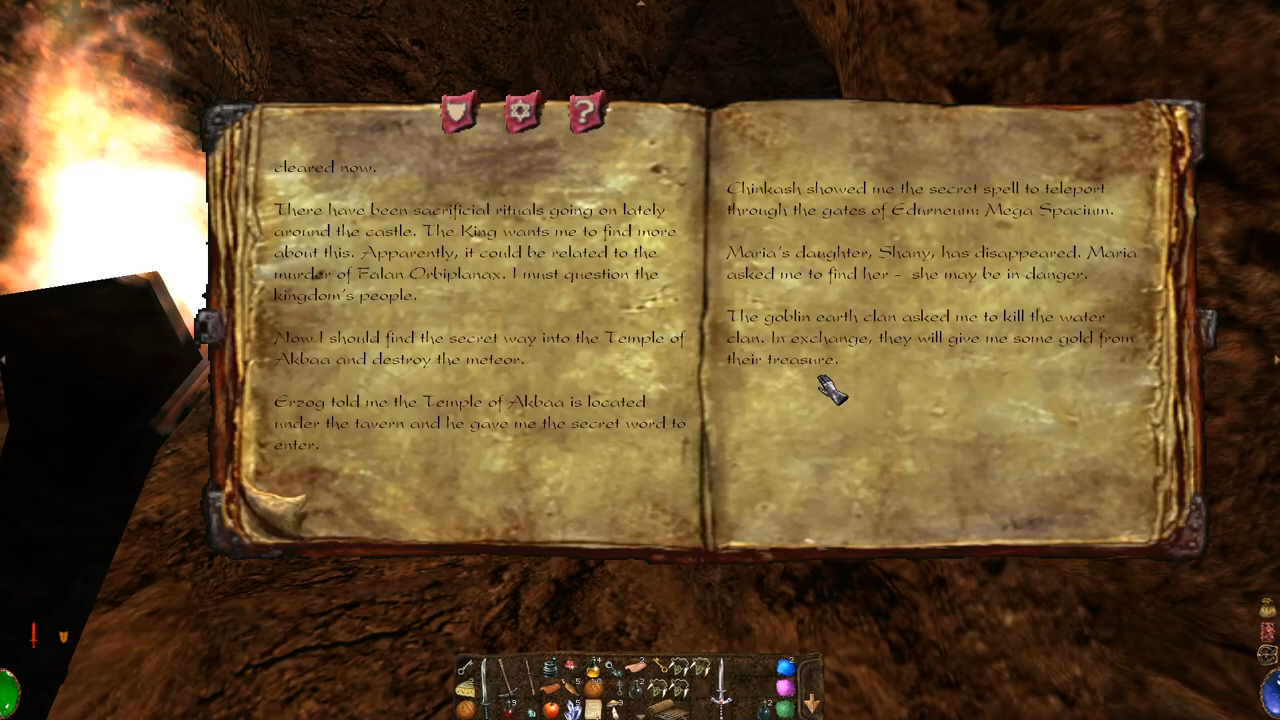 cleared now.
There have been sacrificial rituals going on lately
around the castle. The King wants me to find more
about this. Apparently, it could be related to the
murder of Falan Orbiplanax. I must question the
kingdom's people.
Now I should find the secret way into the Temple of
Akbaa and destroy the meteor.
Erzog told me the Temple of Akbaa is located
under the tavern and he gave me the secret word to
enter.
Chinkash showed me the secret spell to teleport
through the gates of Edurneum: Mega Spacium.
Maria's daughter, Shany, has disappeared. Maria
asked me to find her - she may be in danger.
The goblin earth clan asked me to kill the water
clan. In exchange, they will give me some gold from
their treasure.